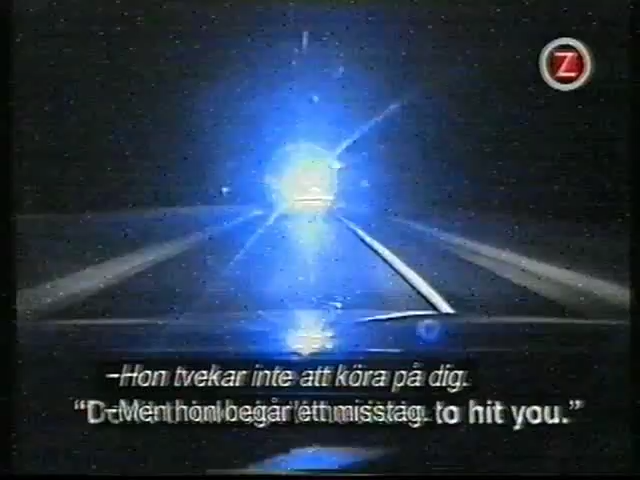 Z
–Hon tvekar inte att köra på dig.
–Men hon begår ett misstag.
to hit you.”